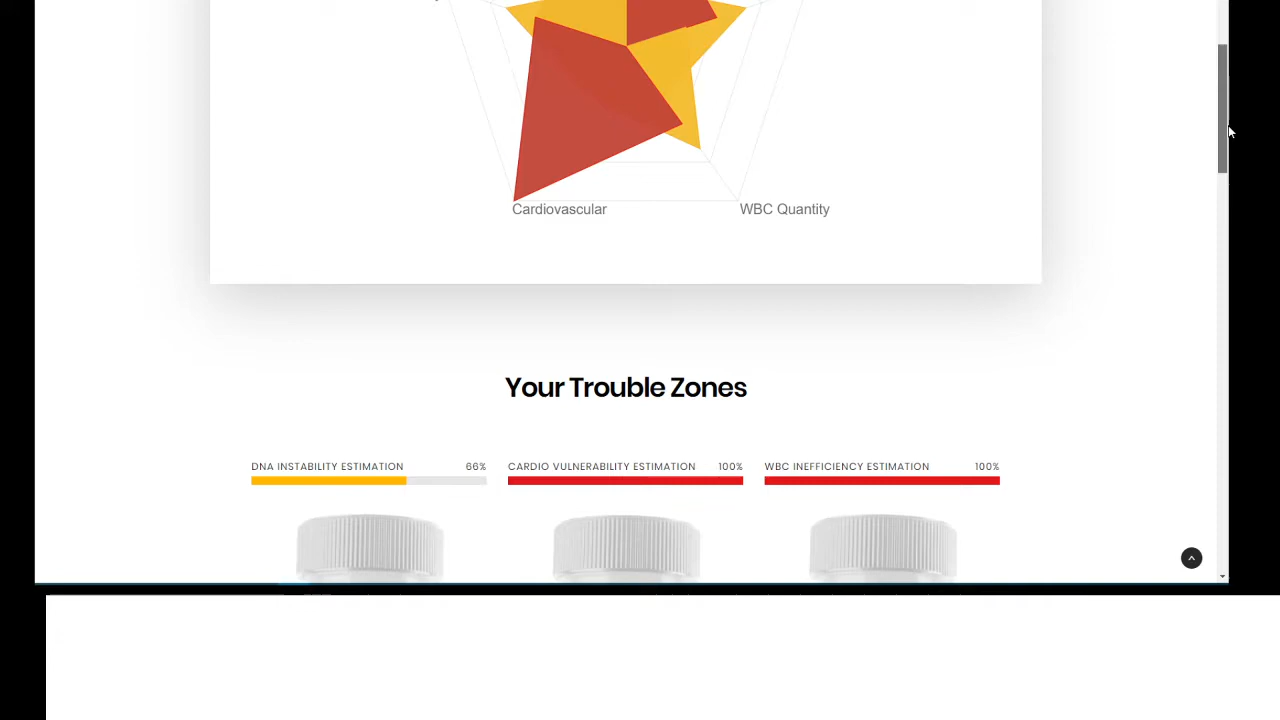 Cardiovascular
WBC Quantity
Your Trouble Zones
DNA INSTABILITY ESTIMATION 66%
CARDIO VULNERABILITY ESTIMATION 100%
WBC INEFFICIENCY ESTIMATION 100%